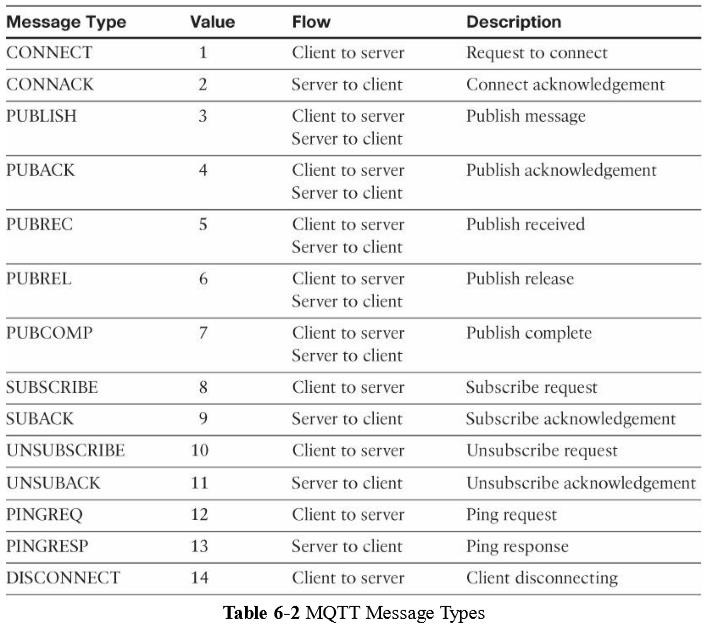 Message Type Value Flow Description
CONNECT 1 Client to server Request to connect
CONNACK 2 Server to client Connect acknowledgement
PUBLISH 3 Client to server Publish message
Server to client
PUBACK 4 Client to server Publish acknowledgement
Server to client
PUBREC 5 Client to server Publish received
Server to client
PUBREL 6 Client to server Publish release
Server to client
PUBCOMP 7 Client to server Publish complete
Server to client
SUBSCRIBE 8 Client to server Subscribe request
SUBACK 9 Server to client Subscribe acknowledgement
UNSUBSCRIBE 10 Client to server Unsubscribe request
UNSUBACK 11 Server to client Unsubscribe acknowledgement
PINGREQ 12 Client to server Ping request
PINGRESP 13 Server to client Ping response
DISCONNECT 14 Client to server Client disconnecting
Table 6-2 MQTT Message Types